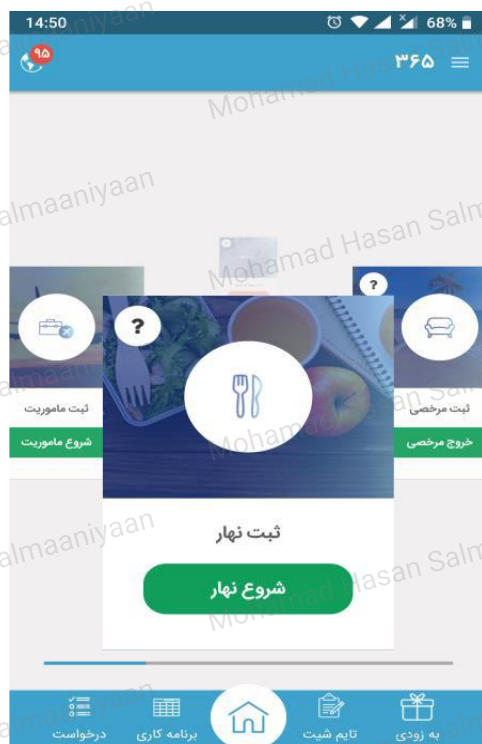 14:50
68%
۹۵
۳۶۵
?
?
ثبت مرخصی
خروج مرخصی
ثبت نهار
شروع نهار
ثبت ماموریت
شروع ماموریت
به زودی
تایم شیت
برنامه کاری
درخواست
Mohamad Hasan Salmaaniyaan